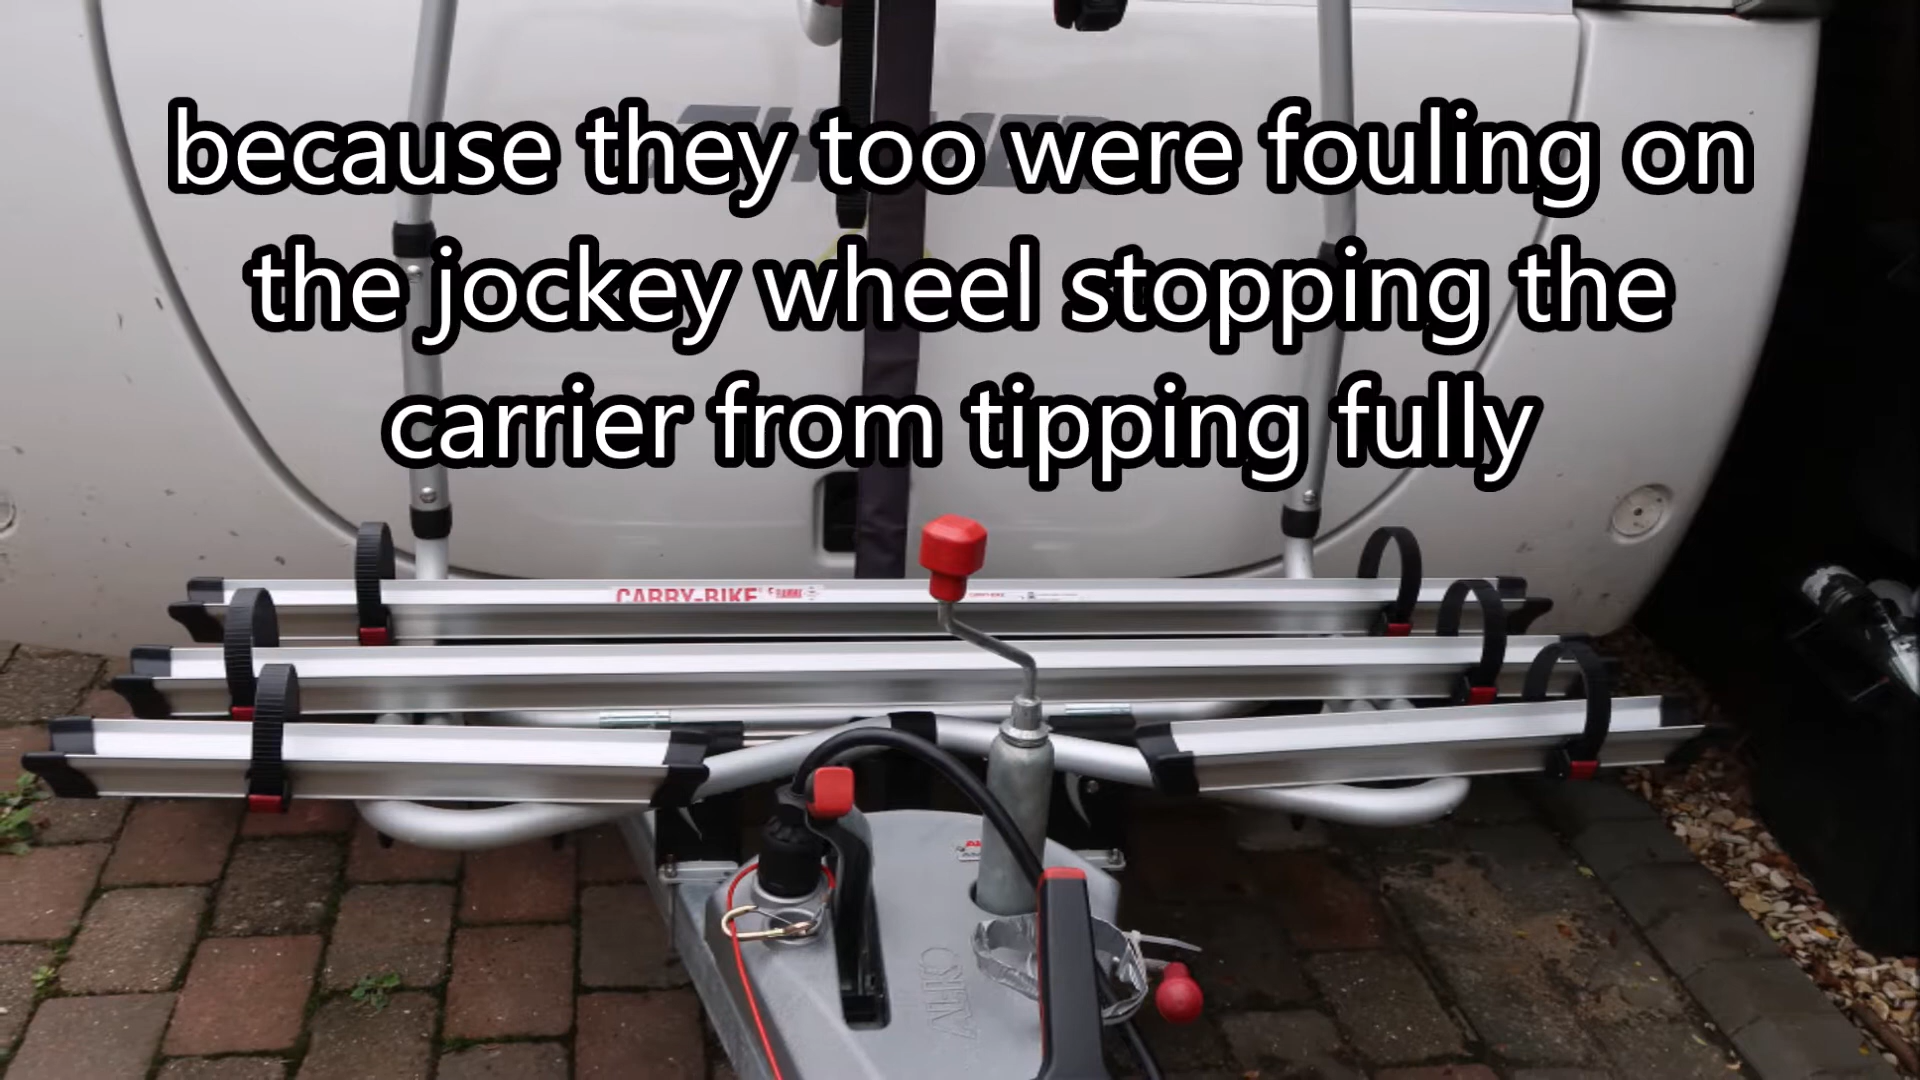 because they too were fouling on
the jockey wheel stopping the
carrier from tipping fully
CARRY-BIKE